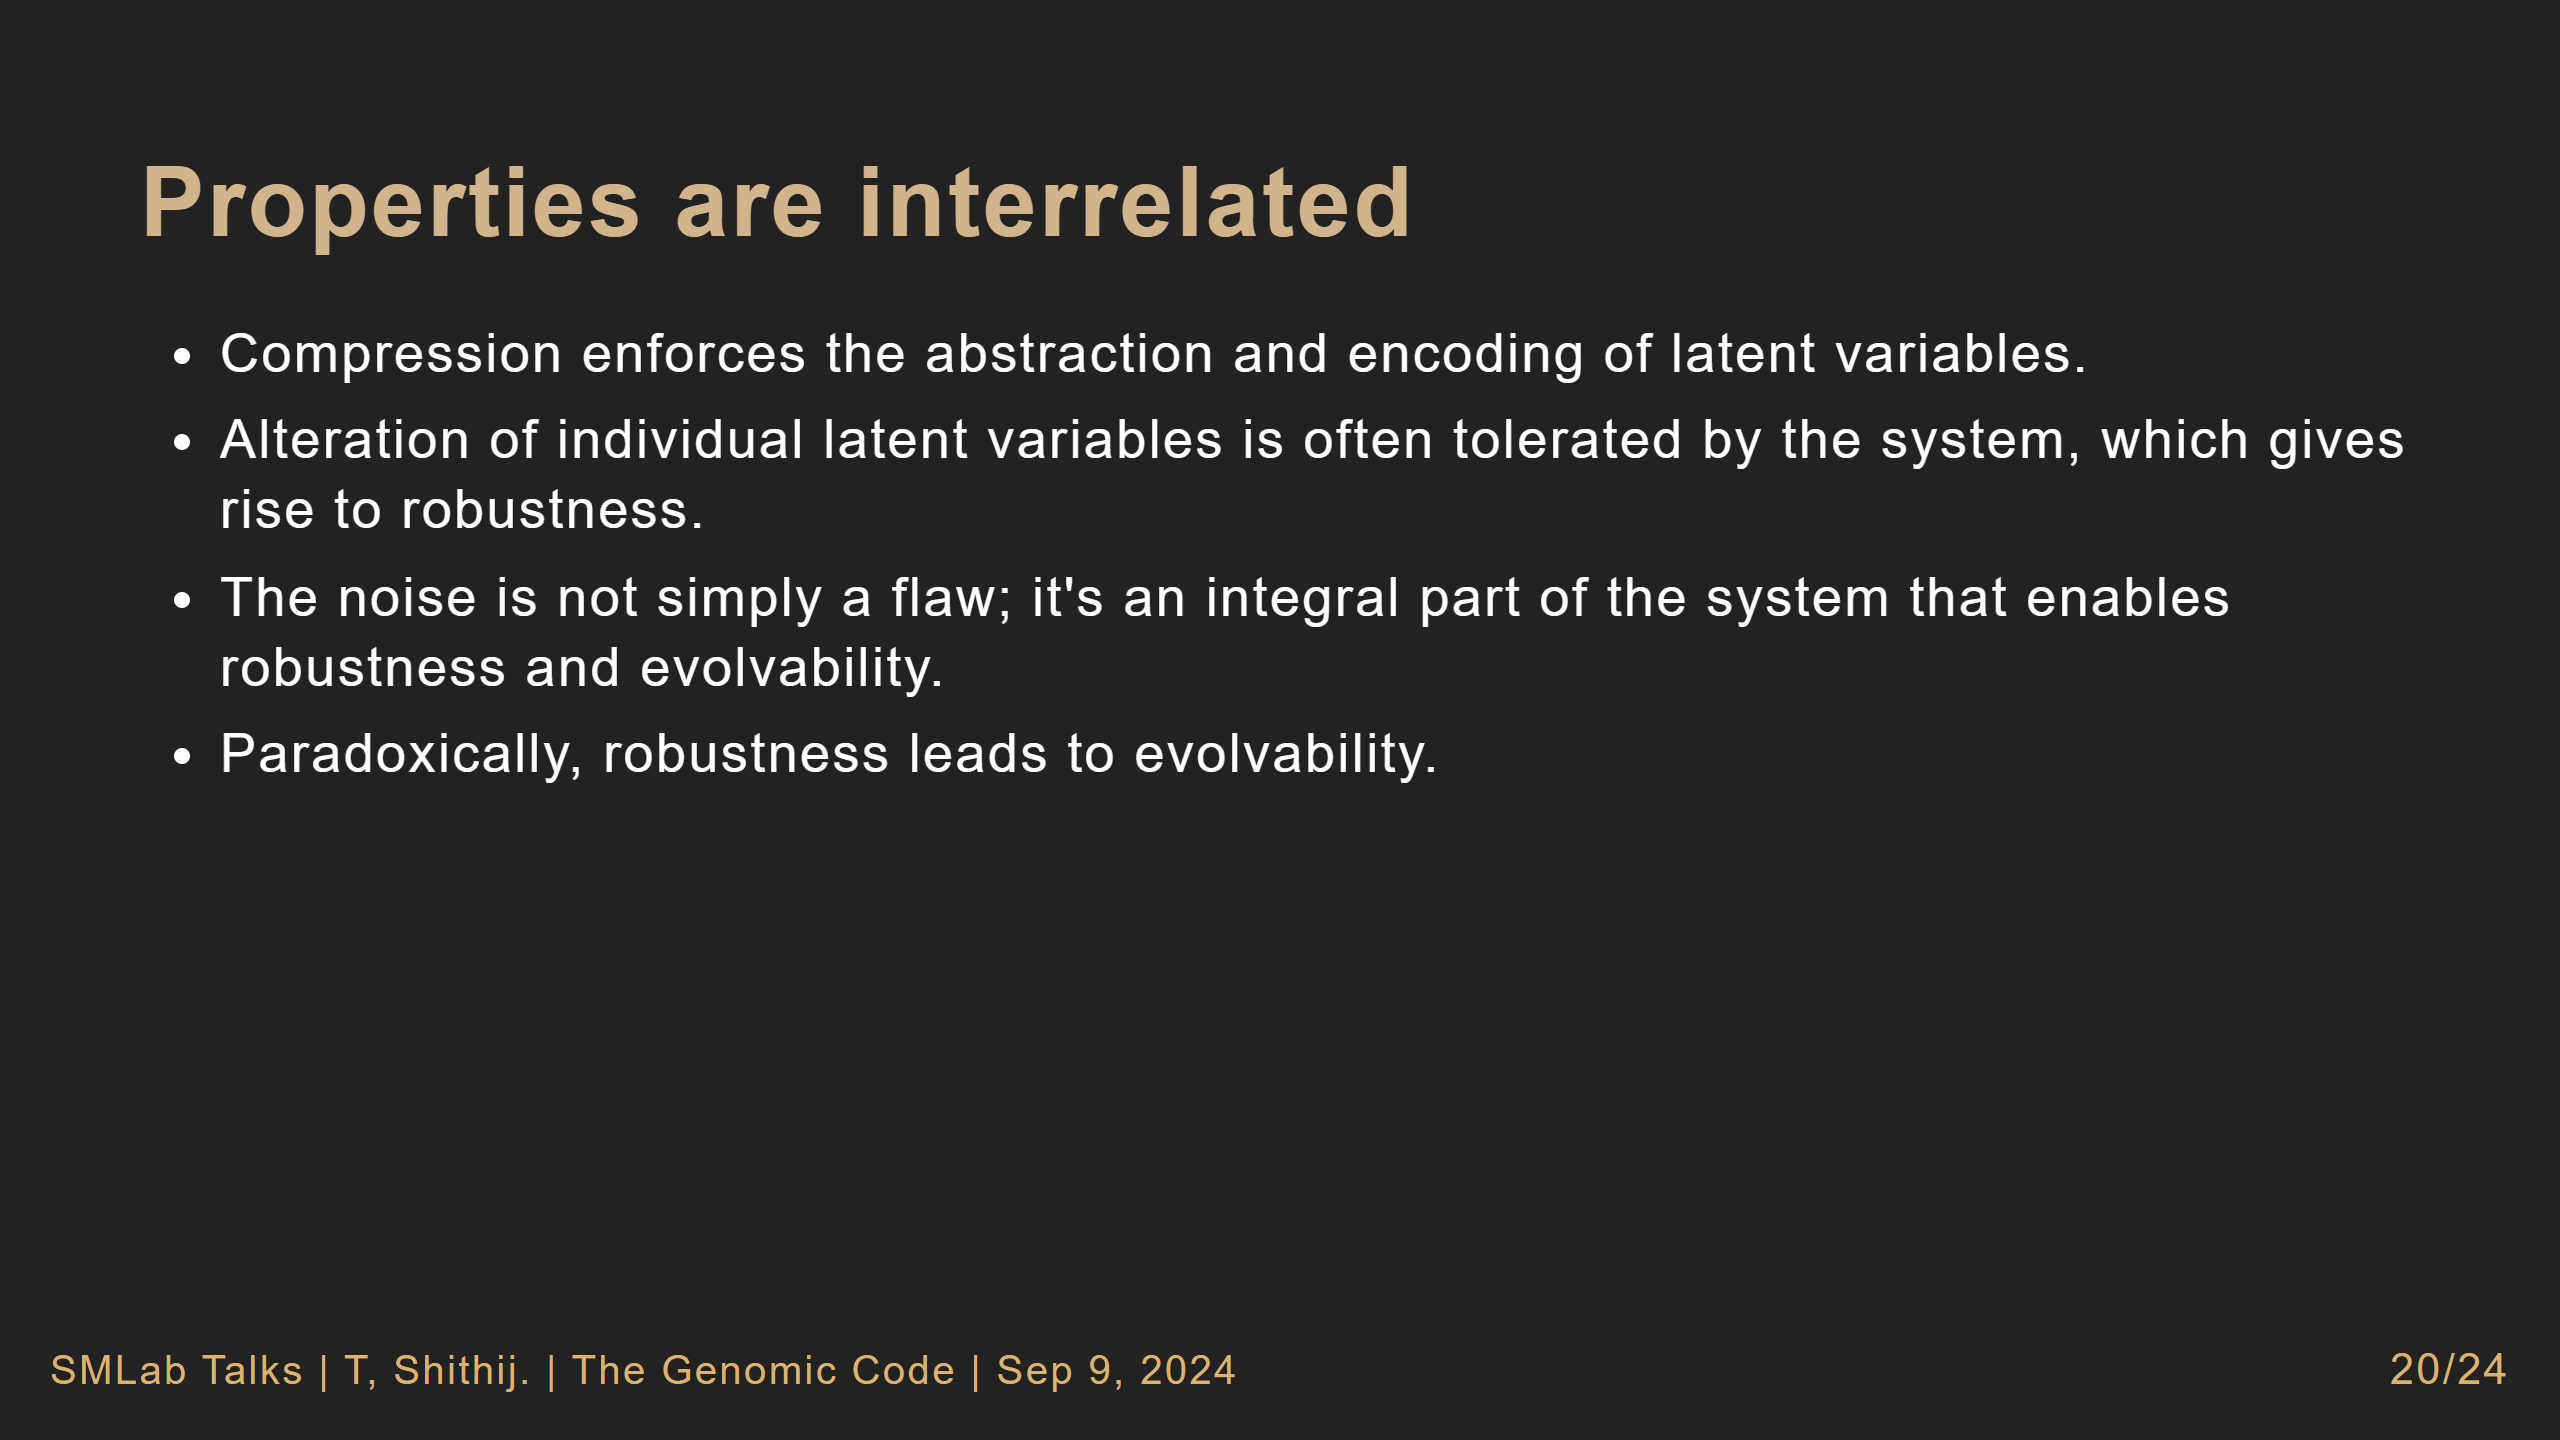 Properties are interrelated
• Compression enforces the abstraction and encoding of latent variables.
• Alteration of individual latent variables is often tolerated by the system, which gives
rise to robustness.
• The noise is not simply a flaw; it's an integral part of the system that enables
robustness and evolvability.
• Paradoxically, robustness leads to evolvability.
SMLab Talks | T, Shithij. | The Genomic Code | Sep 9, 2024
20/24